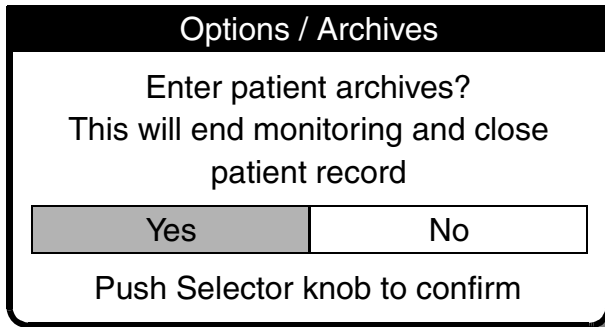 Options / Archives
Enter patient archives?
This will end monitoring and close
patient record
Yes No
Push Selector knob to confirm